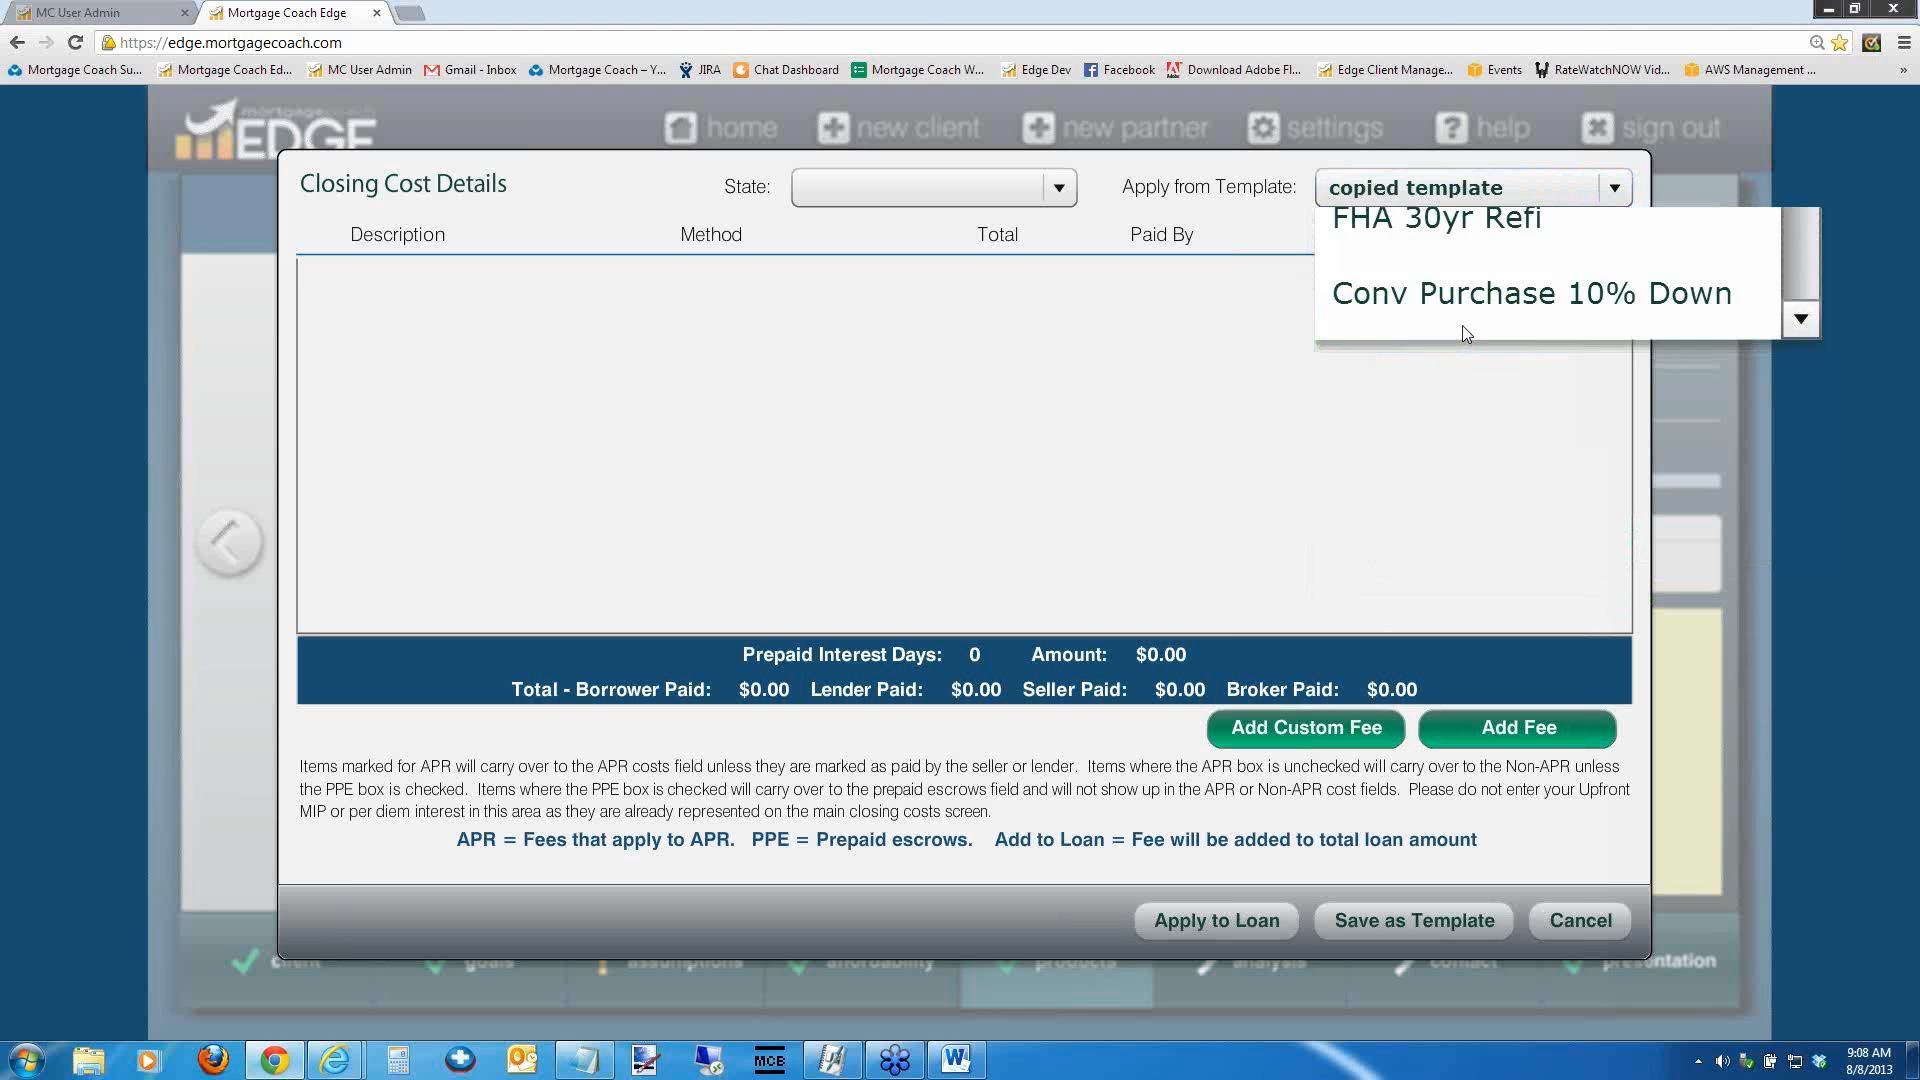 MC User Admin
Mortgage Coach Edge
https://edge.mortgagecoach.com
Mortgage Coach Su...
Mortgage Coach Ed...
MC User Admin
Gmail - Inbox
Mortgage Coach – Y...
JIRA
Chat Dashboard
Mortgage Coach W...
Edge Dev
Facebook
Download Adobe Fl...
Edge Client Manage...
Events
RateWatchNOW Vid...
AWS Management ...
»
mortgage coach
EDGE
home
new client
new partner
settings
help
sign out
Closing Cost Details
State:
Apply from Template:
copied template
FHA 30yr Refi
Conv Purchase 10% Down
Description
Method
Total
Paid By
Prepaid Interest Days: 0 Amount: $0.00
Total - Borrower Paid: $0.00 Lender Paid: $0.00 Seller Paid: $0.00 Broker Paid: $0.00
Add Custom Fee
Add Fee
Items marked for APR will carry over to the APR costs field unless they are marked as paid by the seller or lender. Items where the APR box is unchecked will carry over to the Non-APR unless
the PPE box is checked. Items where the PPE box is checked will carry over to the prepaid escrows field and will not show up in the APR or Non-APR cost fields. Please do not enter your Upfront
MIP or per diem interest in this area as they are already represented on the main closing costs screen.
APR = Fees that apply to APR. PPE = Prepaid escrows. Add to Loan = Fee will be added to total loan amount
Apply to Loan
Save as Template
Cancel
client
goals
assumptions
affordability
products
analysis
contact
presentation
MCB
9:08 AM
8/8/2013